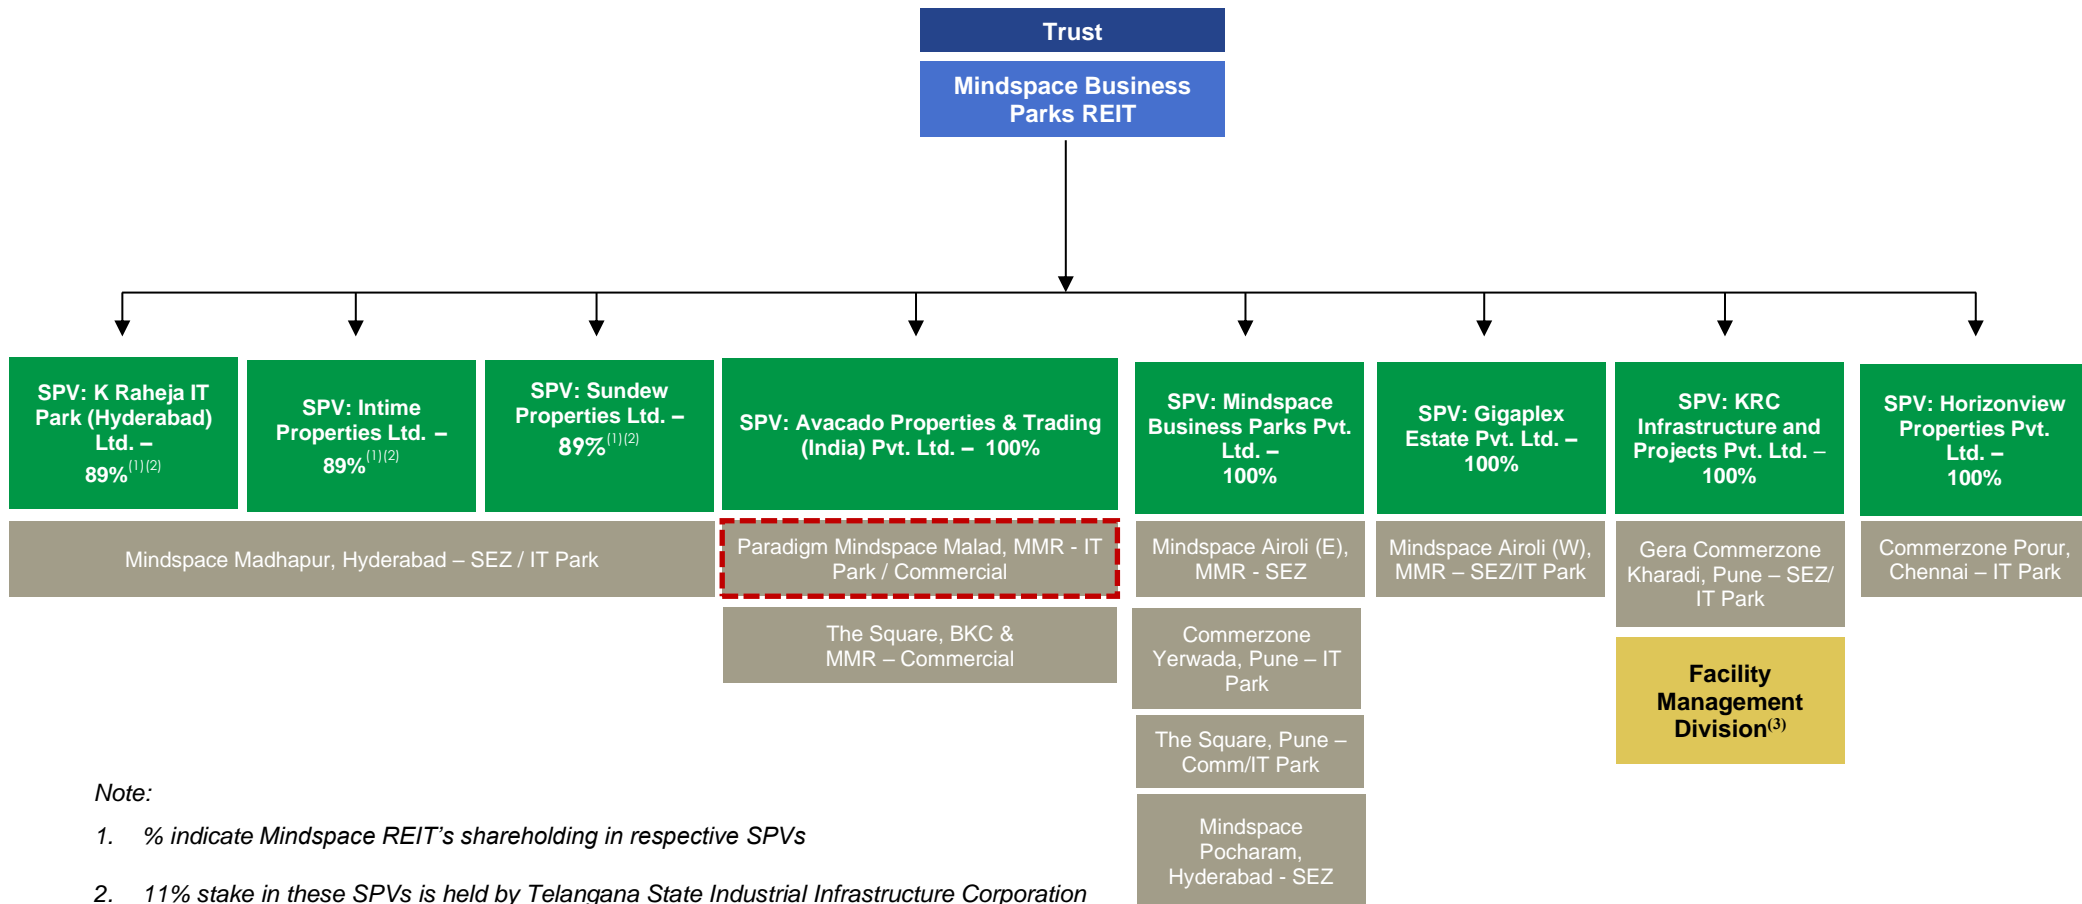 Trust
Mindspace Business
Parks REIT
SPV: K Raheja IT
Park (Hyderabad)
Ltd. –
89%(1)(2)
SPV: Intime
Properties Ltd. –
89%(1)(2)
SPV: Sundew
Properties Ltd. –
89%(1)(2)
SPV: Avacado Properties & Trading
(India) Pvt. Ltd. – 100%
SPV: Mindspace
Business Parks Pvt.
Ltd. –
100%
SPV: Gigaplex
Estate Pvt. Ltd. –
100%
SPV: KRC
Infrastructure and
Projects Pvt. Ltd. –
100%
SPV: Horizonview
Properties Pvt.
Ltd. –
100%
Mindspace Madhapur, Hyderabad – SEZ / IT Park
Paradigm Mindspace Malad, MMR - IT
Park / Commercial
Mindspace Airoli (E),
MMR - SEZ
Mindspace Airoli (W),
MMR – SEZ/IT Park
Gera Commerzone
Kharadi, Pune – SEZ/
IT Park
Commerzone Porur,
Chennai – IT Park
The Square, BKC &
MMR – Commercial
Commerzone
Yerwada, Pune – IT
Park
Facility
Management
Division(3)
The Square, Pune –
Comm/IT Park
Mindspace
Pocharam,
Hyderabad - SEZ
Note:
1. % indicate Mindspace REIT’s shareholding in respective SPVs
2. 11% stake in these SPVs is held by Telangana State Industrial Infrastructure Corporation